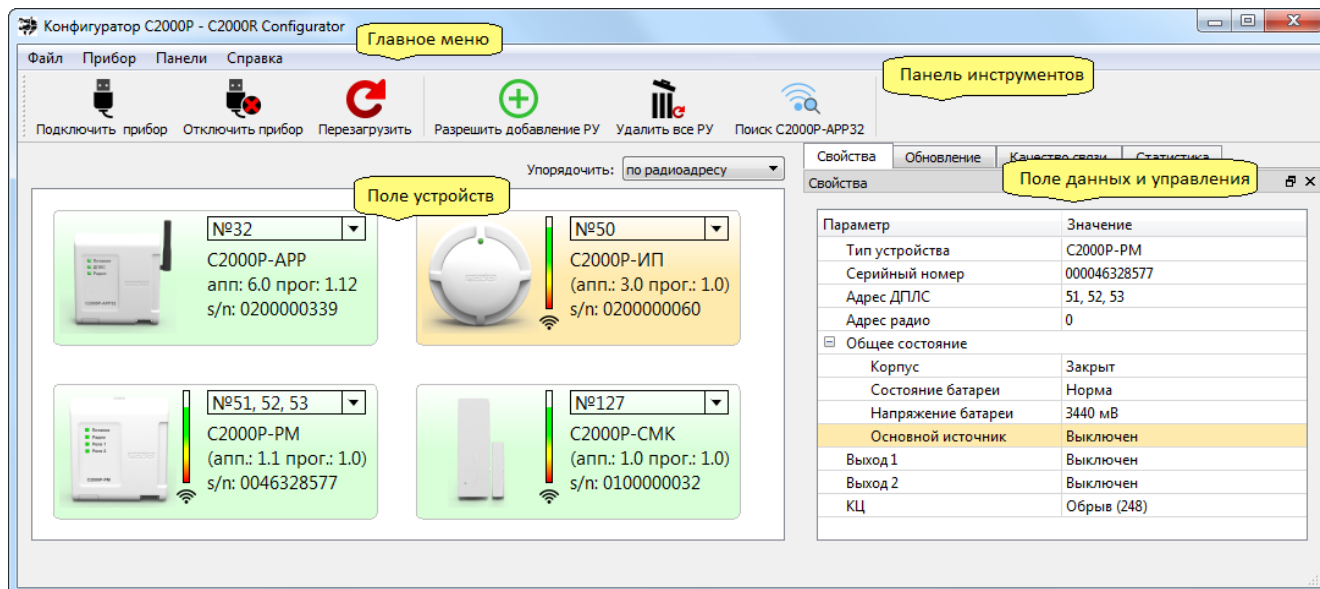 Конфигуратор С2000Р - C2000R Configurator
Главное меню
Файл Прибор Панели Справка
Панель инструментов
Подключить прибор Отключить прибор Перезагрузить Разрешить добавление РУ Удалить все РУ Поиск С2000Р-АРР32
Упорядочить: по радиоадресу
Свойства Обновление Качество связи Статистика
Свойства
Поле данных и управления
Поле устройств
№32
С2000Р-АРР
апп: 6.0 прог: 1.12
s/n: 0200000339
№50
С2000Р-ИП
(апп.: 3.0 прог.: 1.0)
s/n: 0200000060
№51, 52, 53
С2000Р-РМ
(апп.: 1.1 прог.: 1.0)
s/n: 0046328577
№127
С2000Р-СМК
(апп.: 1.0 прог.: 1.0)
s/n: 0100000032
Параметр Значение
Тип устройства С2000Р-РМ
Серийный номер 000046328577
Адрес ДПЛС 51, 52, 53
Адрес радио 0
Общее состояние
Корпус Закрыт
Состояние батареи Норма
Напряжение батареи 3440 мВ
Основной источник Выключен
Выход 1 Выключен
Выход 2 Выключен
КЦ Обрыв (248)